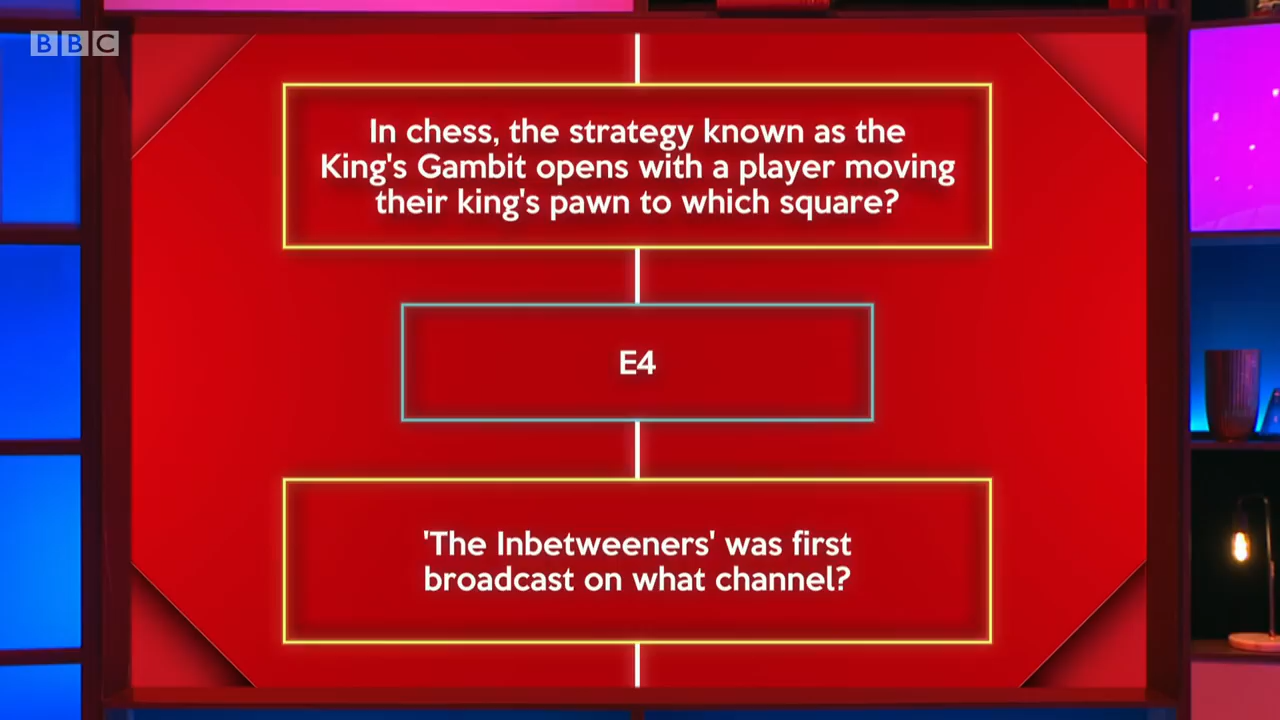 BBC
In chess, the strategy known as the
King's Gambit opens with a player moving
their king's pawn to which square?
E4
'The Inbetweeners' was first
broadcast on what channel?